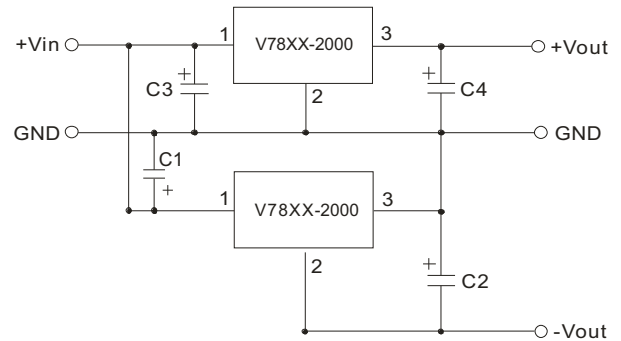 +Vin
1
V78XX-2000
3
+Vout
C3
+
+
C4
2
GND
GND
C1
+
1
V78XX-2000
3
2
+
C2
-Vout